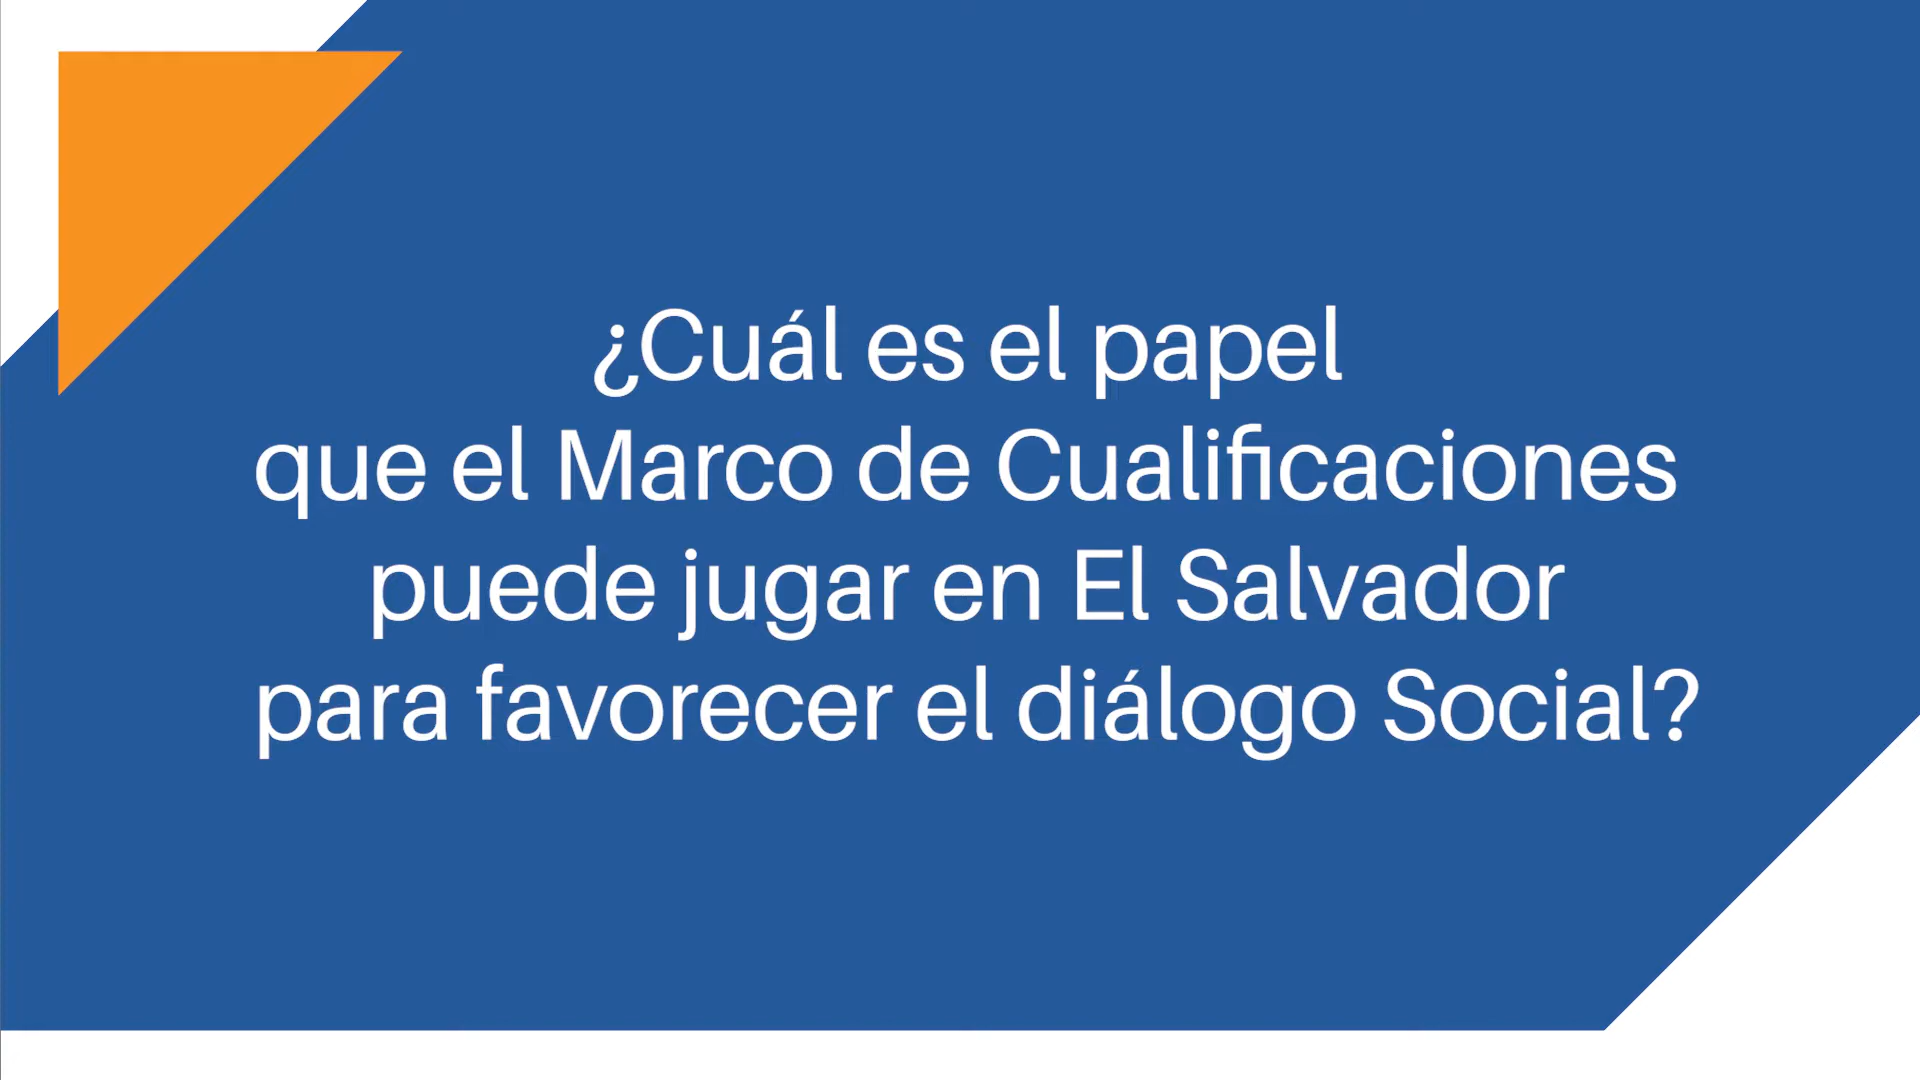 ¿Cuál es el papel
que el Marco de Cualificaciones
puede jugar en El Salvador
para favorecer el diálogo Social?